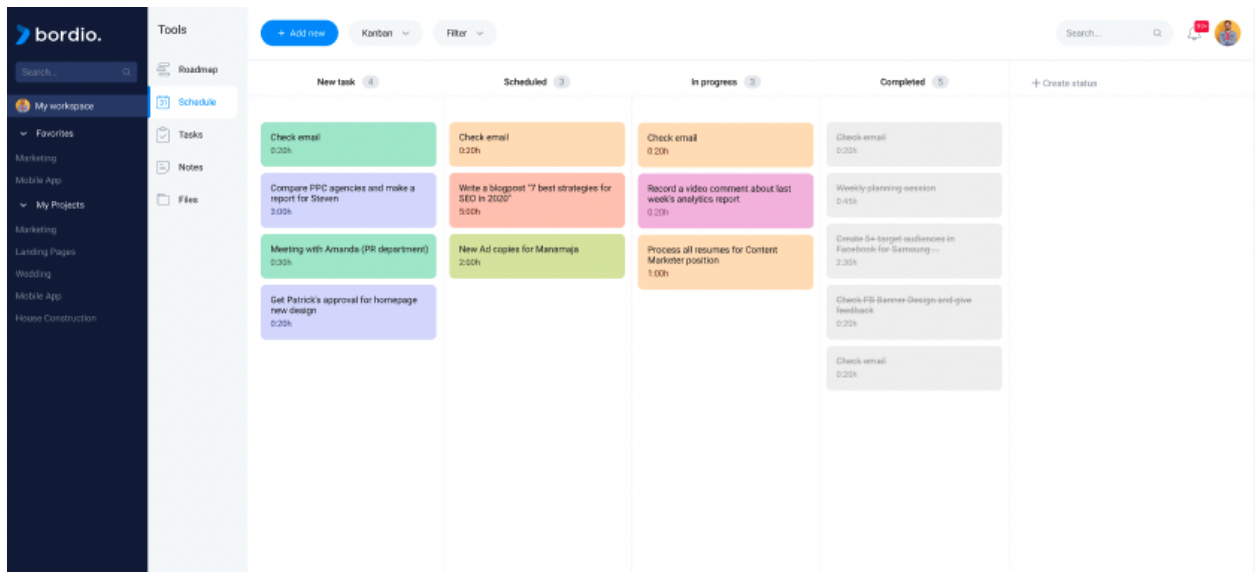 bordio.
Search...
My workspace
Favorites
Marketing
Mobile App
My Projects
Marketing
Landing Pages
Wedding
Mobile App
House Construction
Tools
Roadmap
31 Schedule
Tasks
Notes
Files
+ Add new
Kanban
Filter
Search...
New task 4
Check email
0:20h
Compare PPC agencies and make a
report for Steven
3:00h
Meeting with Amanda (PR department)
0:30h
Get Patrick's approval for homepage
new design
0:20h
Scheduled 3
Check email
0:20h
Write a blogpost "7 best strategies for
SEO in 2020"
5:00h
New Ad copies for Manamaja
2:00h
In progress 3
Check email
0:20h
Record a video comment about last
week's analytics report
0:20h
Process all resumes for Content
Marketer position
1:00h
Completed 5
Check email
0:20h
Weekly planning session
0:45h
Create 5+ target audiences in
Facebook for Samsung ...
2:30h
Check FB Banner Design and give
feedback
0:20h
Check email
0:20h
+ Create status